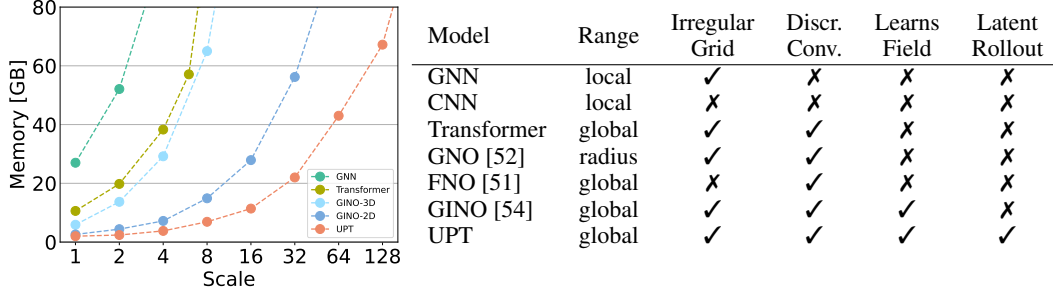 80
60
40
20
0
Memory [GB]
1 2 4 8 16 32 64 128
Scale
GNN
Transformer
GINO-3D
GINO-2D
UPT
Model Range Irregular Grid Discr. Conv. Learns Field Latent Rollout
GNN local ✓ ✗ ✗ ✗
CNN local ✗ ✗ ✗ ✗
Transformer global ✓ ✓ ✗ ✗
GNO [52] radius ✓ ✓ ✗ ✗
FNO [51] global ✗ ✓ ✗ ✗
GINO [54] global ✓ ✓ ✓ ✗
UPT global ✓ ✓ ✓ ✓